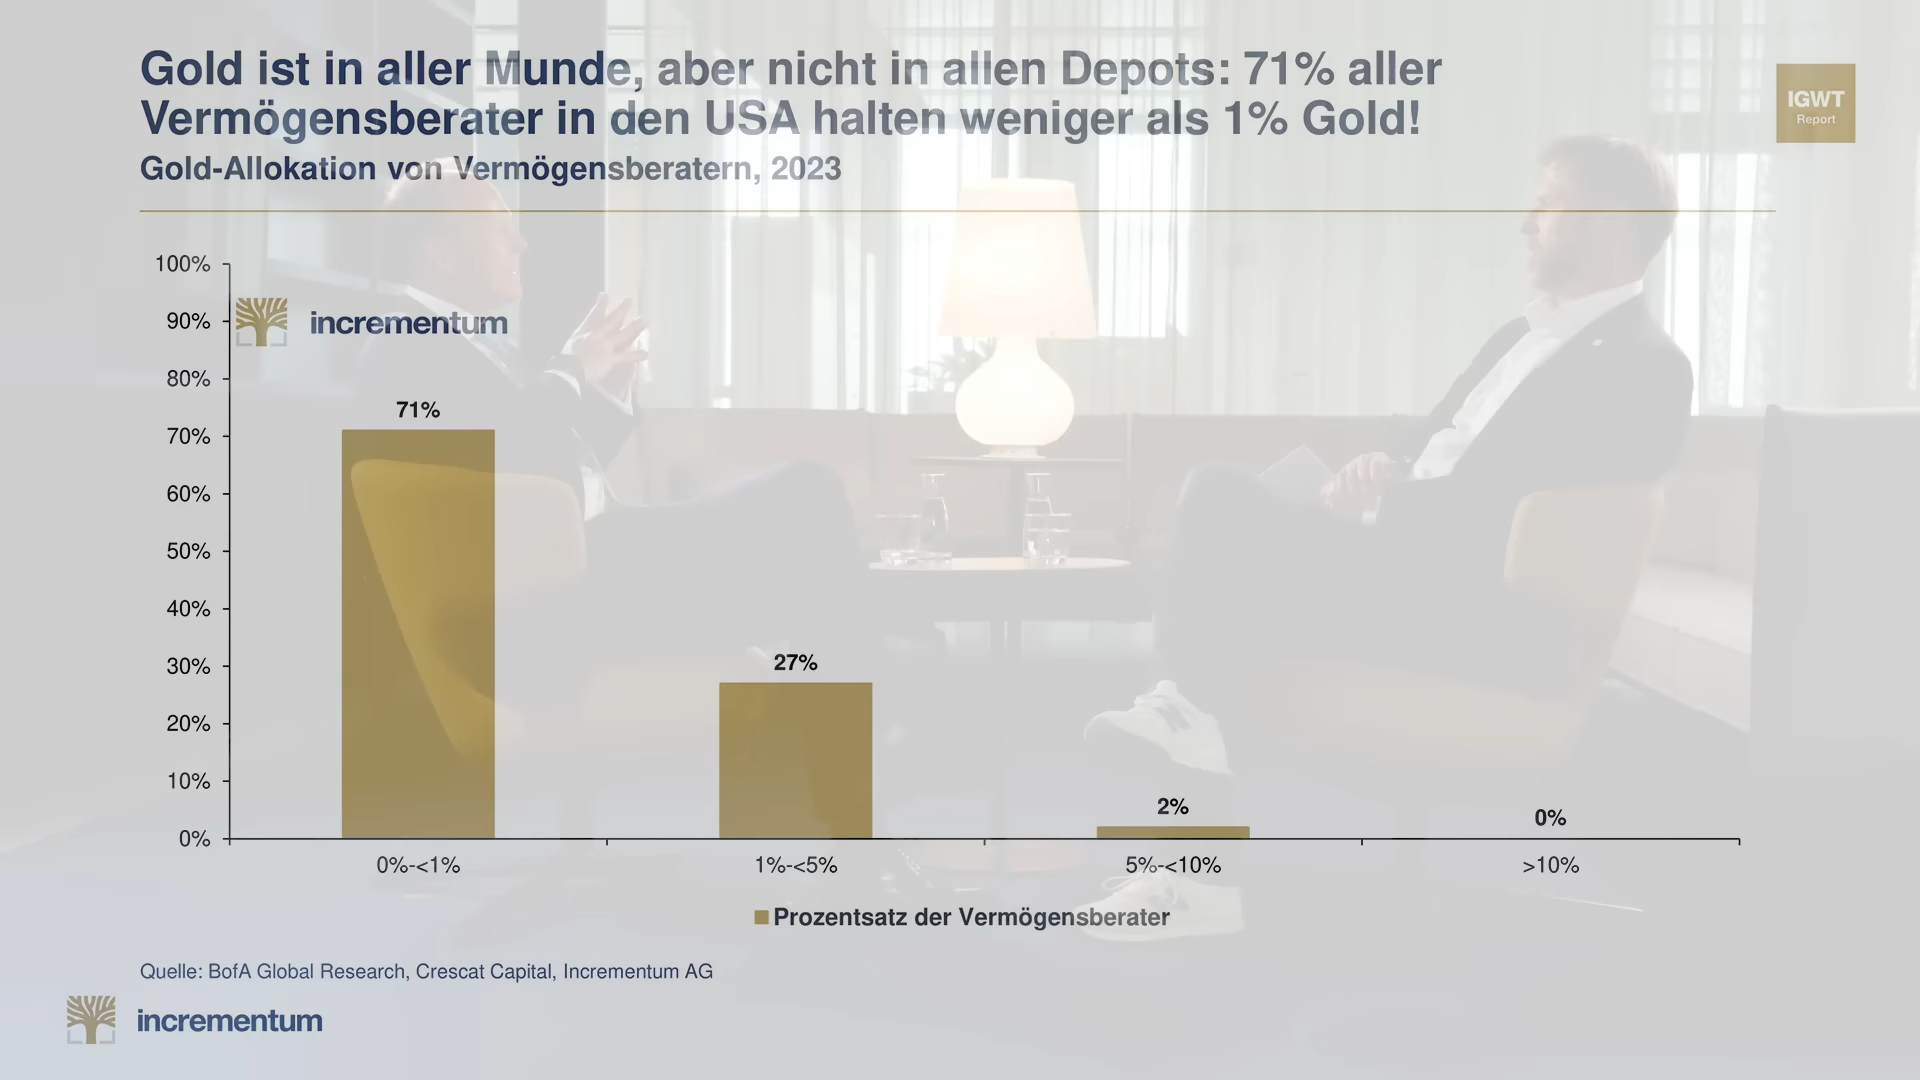 Gold ist in aller Munde, aber nicht in allen Depots: 71% aller
Vermögensberater in den USA halten weniger als 1% Gold!
Gold-Allokation von Vermögensberatern, 2023
IGWT
Report
100%
90%
80%
70%
60%
50%
40%
30%
20%
10%
0%
incrementum
71%
27%
2%
0%
0%-<1%
1%-<5%
5%-<10%
>10%
Prozentsatz der Vermögensberater
Quelle: BofA Global Research, Crescat Capital, Incrementum AG
incrementum